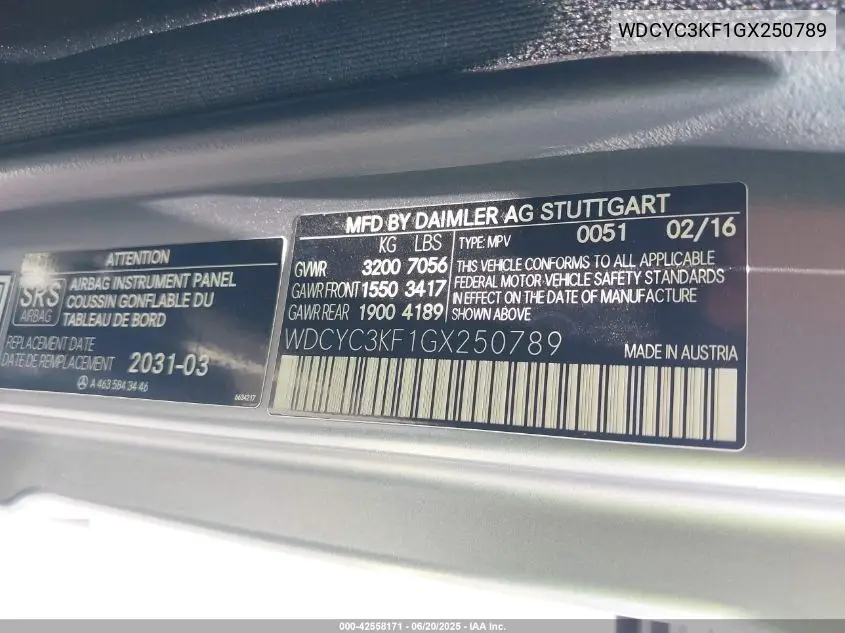 WDCYC3KF1GX250789
ATTENTION
SRS
AIRBAG
AIRBAG INSTRUMENT PANEL
COUSSIN GONFLABLE DU
TABLEAU DE BORD
REPLACEMENT DATE
DATE DE REMPLACEMENT 2031-03
A 463 584 34 46
6634217
MFD BY DAIMLER AG STUTTGART
KG LBS TYPE: MPV 0051 02/16
GVWR 3200 7056
GAWR FRONT 1550 3417
GAWR REAR 1900 4189
THIS VEHICLE CONFORMS TO ALL APPLICABLE
FEDERAL MOTOR VEHICLE SAFETY STANDARDS
IN EFFECT ON THE DATE OF MANUFACTURE
SHOWN ABOVE
WDCYC3KF1GX250789
MADE IN AUSTRIA
000-42558171 - 06/20/2025 - IAA Inc.